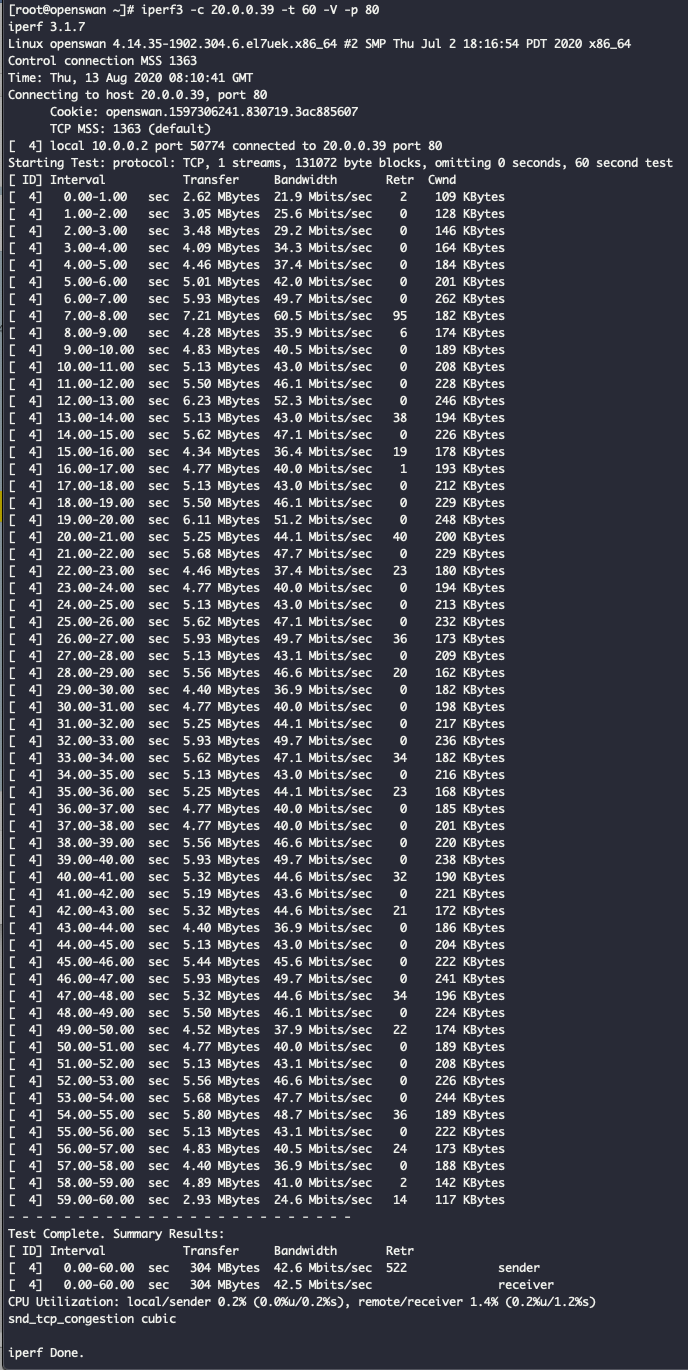 [root@openswan ~]# iperf3 -c 20.0.0.39 -t 60 -V -p 80
iperf 3.1.7
Linux openswan 4.14.35-1902.304.6.el7uek.x86_64 #2 SMP Thu Jul 2 18:16:54 PDT 2020 x86_64
Control connection MSS 1363
Time: Thu, 13 Aug 2020 08:10:41 GMT
Connecting to host 20.0.0.39, port 80
      Cookie: openswan.1597306241.830719.3ac885607
      TCP MSS: 1363 (default)
[  4] local 10.0.0.2 port 50774 connected to 20.0.0.39 port 80
Starting Test: protocol: TCP, 1 streams, 131072 byte blocks, omitting 0 seconds, 60 second test
[ ID] Interval           Transfer     Bandwidth       Retr  Cwnd
[  4]   0.00-1.00   sec  2.62 MBytes  21.9 Mbits/sec    2    109 KBytes
[  4]   1.00-2.00   sec  3.05 MBytes  25.6 Mbits/sec    0    128 KBytes
[  4]   2.00-3.00   sec  3.48 MBytes  29.2 Mbits/sec    0    146 KBytes
[  4]   3.00-4.00   sec  4.09 MBytes  34.3 Mbits/sec    0    164 KBytes
[  4]   4.00-5.00   sec  4.46 MBytes  37.4 Mbits/sec    0    184 KBytes
[  4]   5.00-6.00   sec  5.01 MBytes  42.0 Mbits/sec    0    201 KBytes
[  4]   6.00-7.00   sec  5.93 MBytes  49.7 Mbits/sec    0    262 KBytes
[  4]   7.00-8.00   sec  7.21 MBytes  60.5 Mbits/sec   95    182 KBytes
[  4]   8.00-9.00   sec  4.28 MBytes  35.9 Mbits/sec    6    174 KBytes
[  4]   9.00-10.00  sec  4.83 MBytes  40.5 Mbits/sec    0    189 KBytes
[  4]  10.00-11.00  sec  5.13 MBytes  43.0 Mbits/sec    0    208 KBytes
[  4]  11.00-12.00  sec  5.50 MBytes  46.1 Mbits/sec    0    228 KBytes
[  4]  12.00-13.00  sec  6.23 MBytes  52.3 Mbits/sec    0    246 KBytes
[  4]  13.00-14.00  sec  5.13 MBytes  43.0 Mbits/sec   38    194 KBytes
[  4]  14.00-15.00  sec  5.62 MBytes  47.1 Mbits/sec    0    226 KBytes
[  4]  15.00-16.00  sec  4.34 MBytes  36.4 Mbits/sec   19    178 KBytes
[  4]  16.00-17.00  sec  4.77 MBytes  40.0 Mbits/sec    1    193 KBytes
[  4]  17.00-18.00  sec  5.13 MBytes  43.0 Mbits/sec    0    212 KBytes
[  4]  18.00-19.00  sec  5.50 MBytes  46.1 Mbits/sec    0    229 KBytes
[  4]  19.00-20.00  sec  6.11 MBytes  51.2 Mbits/sec    0    248 KBytes
[  4]  20.00-21.00  sec  5.25 MBytes  44.1 Mbits/sec   40    200 KBytes
[  4]  21.00-22.00  sec  5.68 MBytes  47.7 Mbits/sec    0    229 KBytes
[  4]  22.00-23.00  sec  4.46 MBytes  37.4 Mbits/sec   23    180 KBytes
[  4]  23.00-24.00  sec  4.77 MBytes  40.0 Mbits/sec    0    194 KBytes
[  4]  24.00-25.00  sec  5.13 MBytes  43.0 Mbits/sec    0    213 KBytes
[  4]  25.00-26.00  sec  5.62 MBytes  47.1 Mbits/sec    0    232 KBytes
[  4]  26.00-27.00  sec  5.93 MBytes  49.7 Mbits/sec   36    173 KBytes
[  4]  27.00-28.00  sec  5.13 MBytes  43.1 Mbits/sec    0    209 KBytes
[  4]  28.00-29.00  sec  5.56 MBytes  46.6 Mbits/sec   20    162 KBytes
[  4]  29.00-30.00  sec  4.40 MBytes  36.9 Mbits/sec    0    182 KBytes
[  4]  30.00-31.00  sec  4.77 MBytes  40.0 Mbits/sec    0    198 KBytes
[  4]  31.00-32.00  sec  5.25 MBytes  44.1 Mbits/sec    0    217 KBytes
[  4]  32.00-33.00  sec  5.93 MBytes  49.7 Mbits/sec    0    236 KBytes
[  4]  33.00-34.00  sec  5.62 MBytes  47.1 Mbits/sec   34    182 KBytes
[  4]  34.00-35.00  sec  5.13 MBytes  43.0 Mbits/sec    0    216 KBytes
[  4]  35.00-36.00  sec  5.25 MBytes  44.1 Mbits/sec   23    168 KBytes
[  4]  36.00-37.00  sec  4.77 MBytes  40.0 Mbits/sec    0    185 KBytes
[  4]  37.00-38.00  sec  4.77 MBytes  40.0 Mbits/sec    0    201 KBytes
[  4]  38.00-39.00  sec  5.56 MBytes  46.6 Mbits/sec    0    220 KBytes
[  4]  39.00-40.00  sec  5.93 MBytes  49.7 Mbits/sec    0    238 KBytes
[  4]  40.00-41.00  sec  5.32 MBytes  44.6 Mbits/sec   32    190 KBytes
[  4]  41.00-42.00  sec  5.19 MBytes  43.6 Mbits/sec    0    221 KBytes
[  4]  42.00-43.00  sec  5.32 MBytes  44.6 Mbits/sec   21    172 KBytes
[  4]  43.00-44.00  sec  4.40 MBytes  36.9 Mbits/sec    0    186 KBytes
[  4]  44.00-45.00  sec  5.13 MBytes  43.0 Mbits/sec    0    204 KBytes
[  4]  45.00-46.00  sec  5.44 MBytes  45.6 Mbits/sec    0    222 KBytes
[  4]  46.00-47.00  sec  5.93 MBytes  49.7 Mbits/sec    0    241 KBytes
[  4]  47.00-48.00  sec  5.32 MBytes  44.6 Mbits/sec   34    196 KBytes
[  4]  48.00-49.00  sec  5.50 MBytes  46.1 Mbits/sec    0    224 KBytes
[  4]  49.00-50.00  sec  4.52 MBytes  37.9 Mbits/sec   22    174 KBytes
[  4]  50.00-51.00  sec  4.77 MBytes  40.0 Mbits/sec    0    189 KBytes
[  4]  51.00-52.00  sec  5.13 MBytes  43.1 Mbits/sec    0    208 KBytes
[  4]  52.00-53.00  sec  5.56 MBytes  46.6 Mbits/sec    0    226 KBytes
[  4]  53.00-54.00  sec  5.68 MBytes  47.7 Mbits/sec    0    244 KBytes
[  4]  54.00-55.00  sec  5.80 MBytes  48.7 Mbits/sec   36    189 KBytes
[  4]  55.00-56.00  sec  5.13 MBytes  43.1 Mbits/sec    0    222 KBytes
[  4]  56.00-57.00  sec  4.83 MBytes  40.5 Mbits/sec   24    173 KBytes
[  4]  57.00-58.00  sec  4.40 MBytes  36.9 Mbits/sec    0    188 KBytes
[  4]  58.00-59.00  sec  4.89 MBytes  41.0 Mbits/sec    2    142 KBytes
[  4]  59.00-60.00  sec  2.93 MBytes  24.6 Mbits/sec   14    117 KBytes
- - - - - - - - - - - - - - - - - - - - - - - - -
Test Complete. Summary Results:
[ ID] Interval           Transfer     Bandwidth       Retr
[  4]   0.00-60.00  sec   304 MBytes  42.6 Mbits/sec  522             sender
[  4]   0.00-60.00  sec   304 MBytes  42.5 Mbits/sec                  receiver
CPU Utilization: local/sender 0.2% (0.0%u/0.2%s), remote/receiver 1.4% (0.2%u/1.2%s)
snd_tcp_congestion cubic
iperf Done.